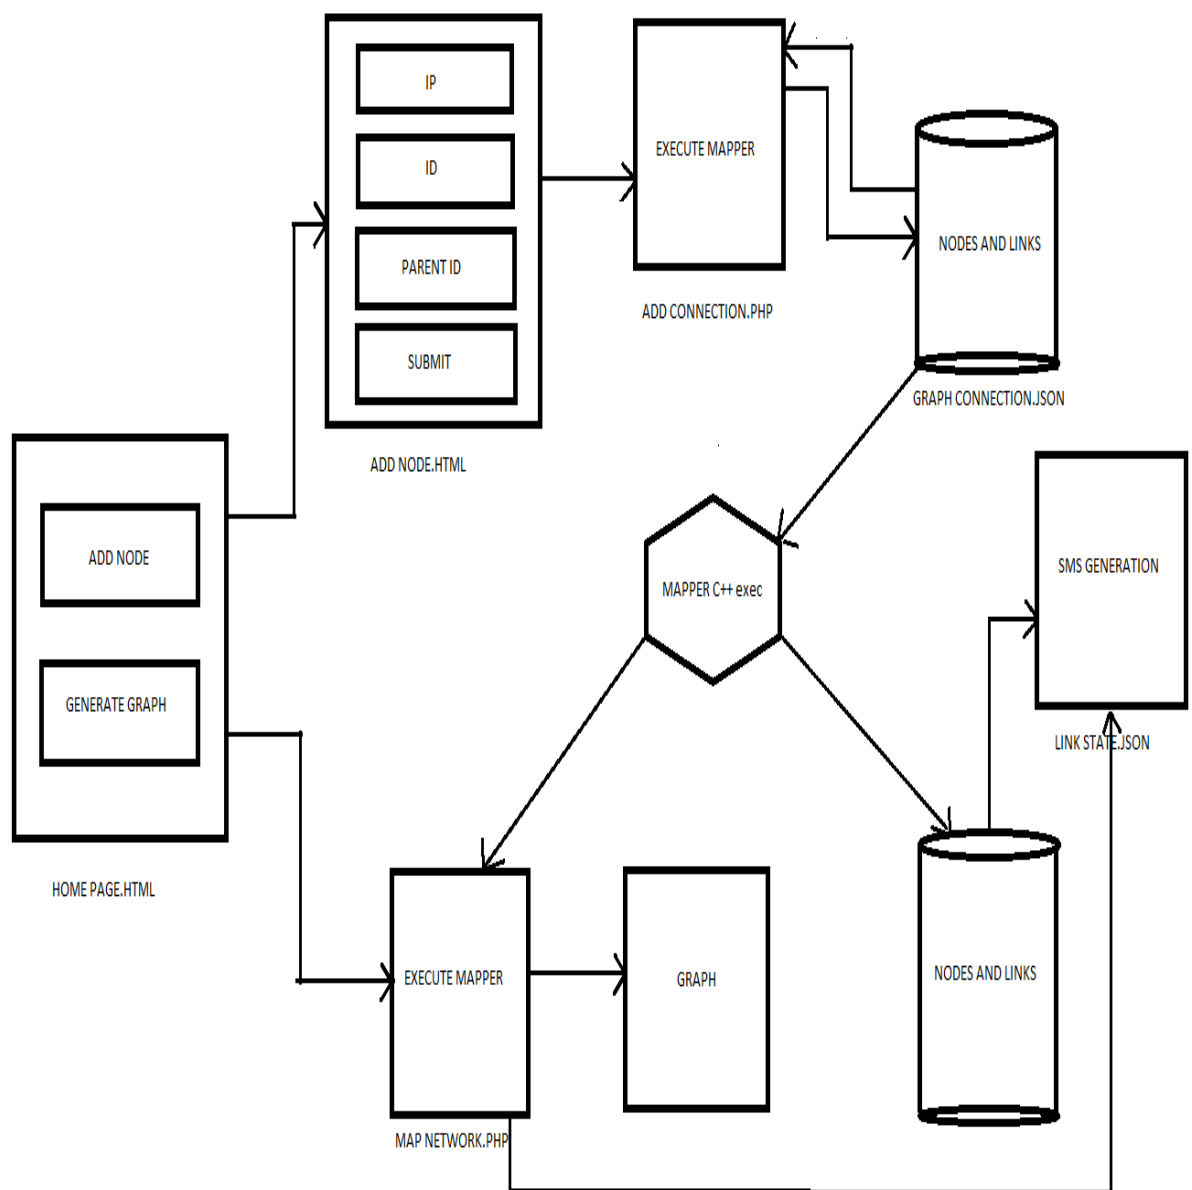 IP
ID
PARENT ID
SUBMIT
ADD NODE.HTML
EXECUTE MAPPER
ADD CONNECTION.PHP
NODES AND LINKS
GRAPH CONNECTION.JSON
ADD NODE
GENERATE GRAPH
HOME PAGE.HTML
MAPPER C++ exec
SMS GENERATION
LINK STATE.JSON
EXECUTE MAPPER
MAP NETWORK.PHP
GRAPH
NODES AND LINKS